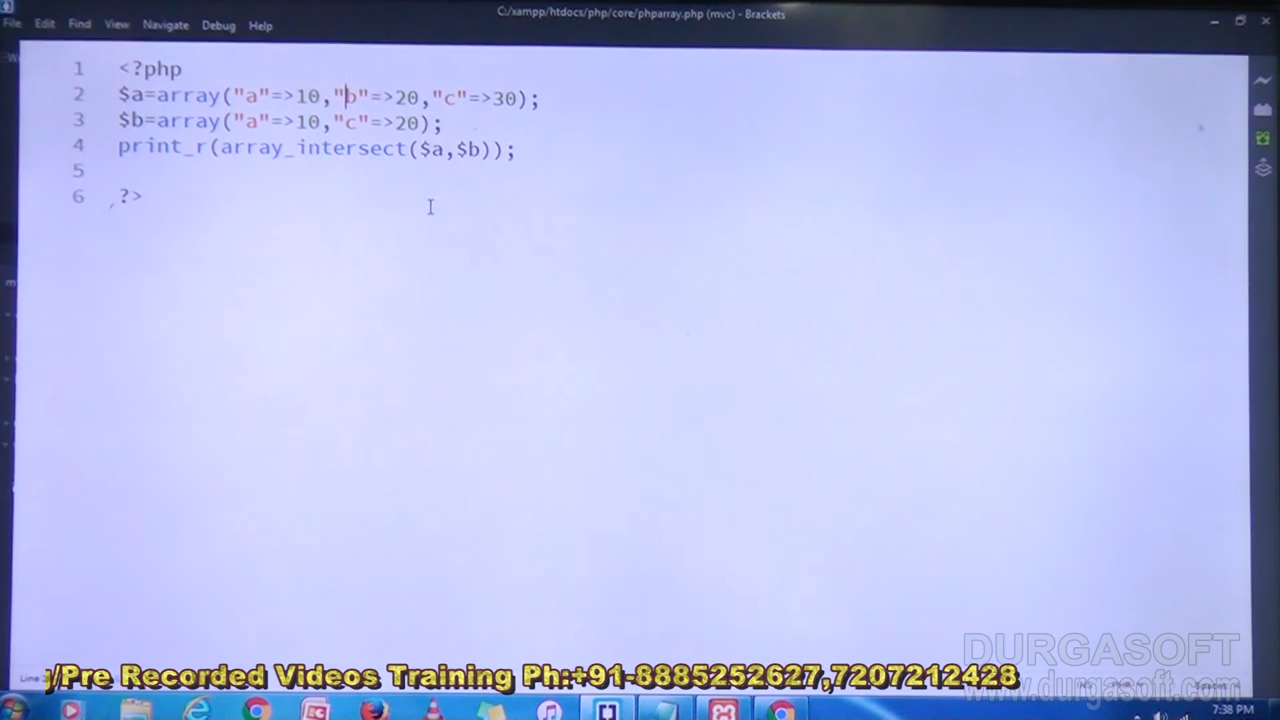 C:/xampp/htdocs/php/core/phparray.php (mvc) - Brackets
File Edit Find View Navigate Debug Help
1 <?php
2 $a=array("a"=>10,"b"=>20,"c"=>30);
3 $b=array("a"=>10,"c"=>20);
4 print_r(array_intersect($a,$b));
5
6 ?>
DURGASOFT
www.durgasoft.com
/Pre Recorded Videos Training Ph:+91-8885252627,7207212428
7:38 PM